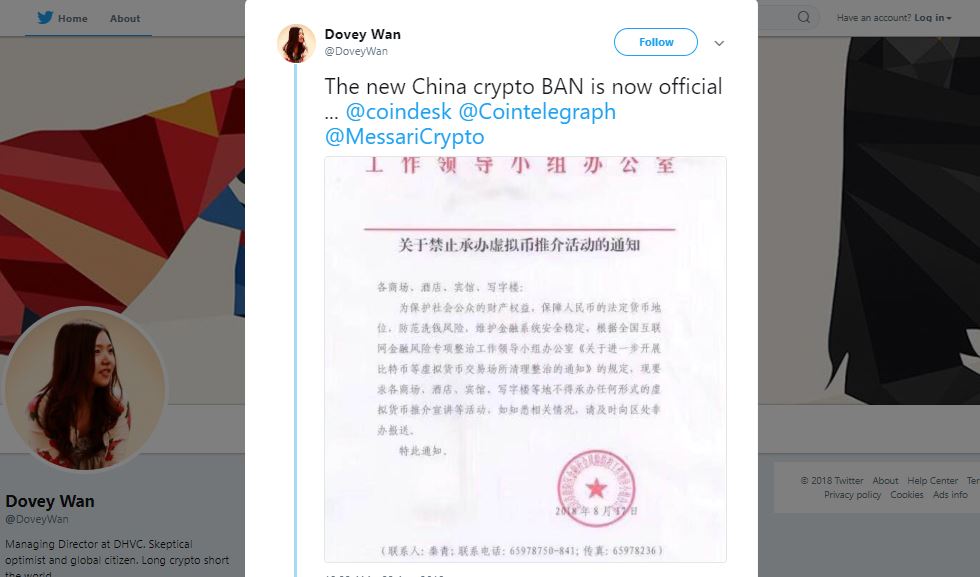 Home
About
Have an account? Log in
Dovey Wan
@DoveyWan
Follow
The new China crypto BAN is now official
... @coindesk @Cointelegraph
@MessariCrypto
工作领导小组办公室
关于禁止承办虚拟币推介活动的通知
各商场、酒店、宾馆、写字楼：
为保护社会公众的财产权益，保障人民币的法定货币地
位，防范洗钱风险，维护金融系统安全稳定，根据全国互联
网金融风险专项整治工作领导小组办公室《关于进一步开展
比特币等虚拟货币交易场所清理整治的通知》的规定，现要
求各商场、酒店、宾馆、写字楼等地不得承办任何形式的虚
拟货币推介宣讲等活动，如知悉相关情况，请及时向区处非
办报送。
特此通知。
2018年8月17日
（联系人：秦青；联系电话：65978750-841；传真：65978236）
Dovey Wan
@DoveyWan
Managing Director at DHVC. Skeptical
optimist and global citizen. Long crypto short
the world
© 2018 Twitter About Help Center
Privacy policy Cookies Ads info